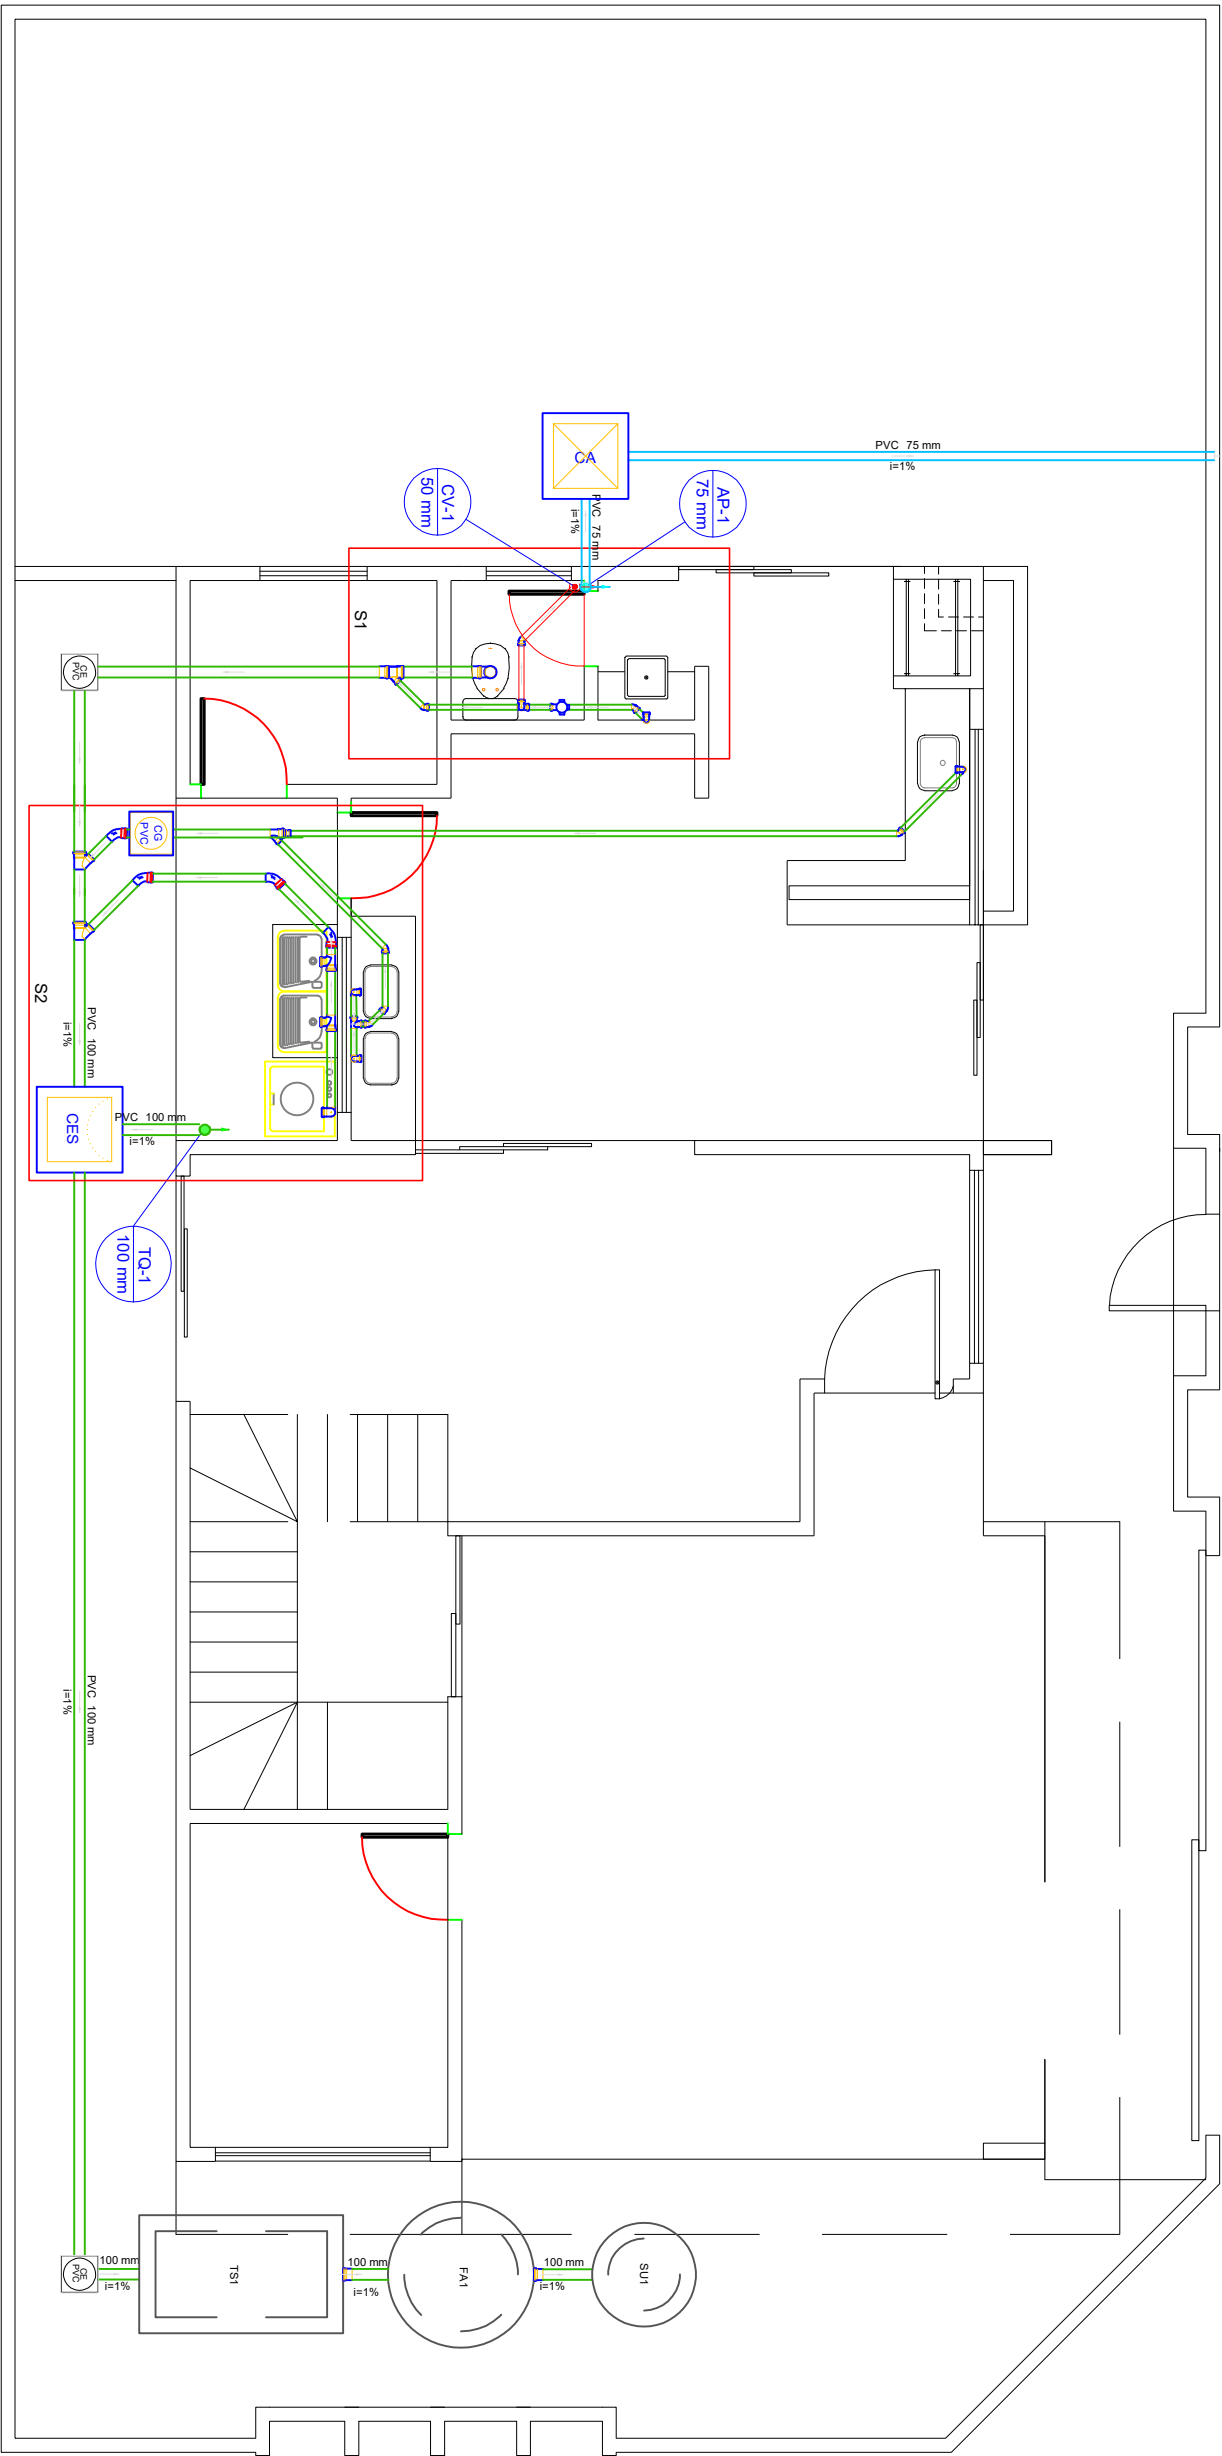 PVC 75 mm
i=1%
CA
PVC 75 mm
i=1%
AP-1
75 mm
CV-1
50 mm
S1
CE
PVC
CG
PVC
S2
PVC 100 mm
i=1%
CES
PVC 100 mm
i=1%
TQ-1
100 mm
PVC 100 mm
i=1%
CE
PVC
100 mm
i=1%
TS1
100 mm
i=1%
FA1
100 mm
i=1%
SU1